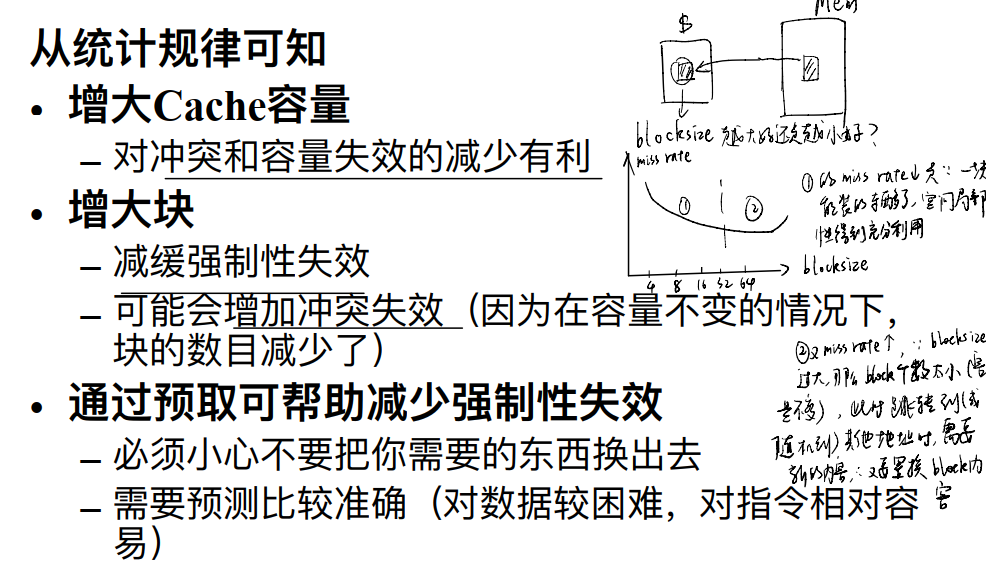 从统计规律可知
• 增大Cache容量
– 对冲突和容量失效的减少有利
• 增大块
– 减缓强制性失效
– 可能会增加冲突失效（因为在容量不变的情况下，
块的数目减少了）
• 通过预取可帮助减少强制性失效
– 必须小心不要把你需要的东西换出去
– 需要预测比较准确（对数据较困难，对指令相对容
易）
$
Mem
blocksize 越大好还是越小好？
miss rate
① ②
4 8 16 32 64
blocksize
① miss rate↓ ∵ 一块
能装的东西多了，空间局部
性得到充分利用
② 又 miss rate↑，∵ blocksize
过大，那么 block 个数太小（容
量不变），此时跳转到（或
随机到）其他地址时，需要
新的内容，∴ 又要置换 block 内
容